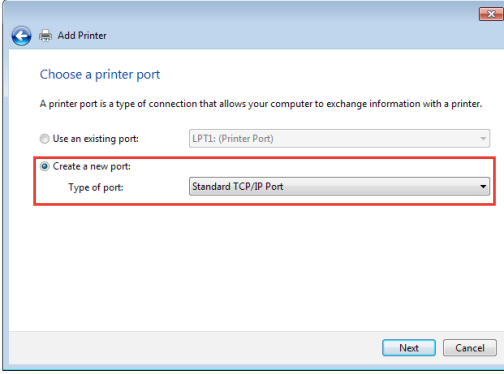 Add Printer
Choose a printer port
A printer port is a type of connection that allows your computer to exchange information with a printer.
Use an existing port: LPT1: (Printer Port)
Create a new port:
Type of port: Standard TCP/IP Port
Next Cancel